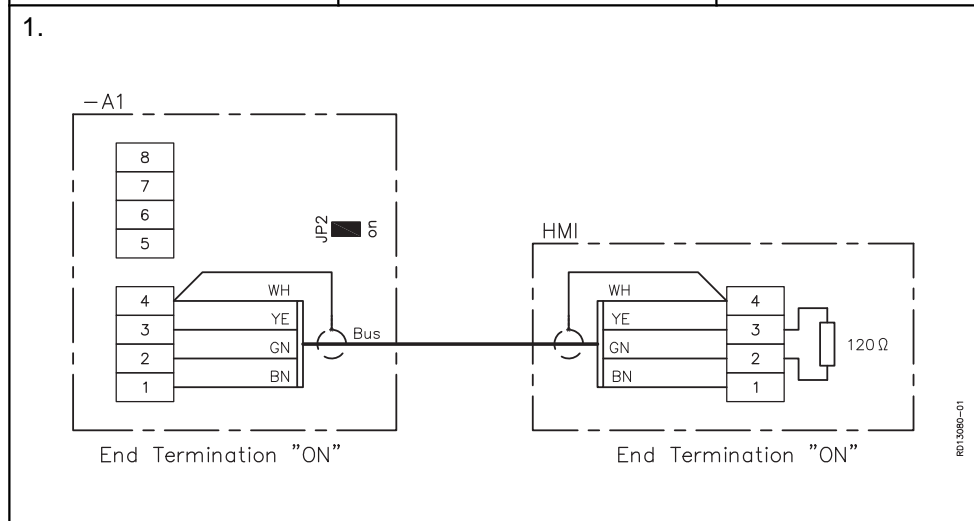 1.
-A1
8
7
6
5
JP2 on
HMI
4 WH
3 YE
2 GN
1 BN
Bus
WH 4
YE 3
GN 2
BN 1
120Ω
End Termination "ON"
End Termination "ON"
RD13080-01